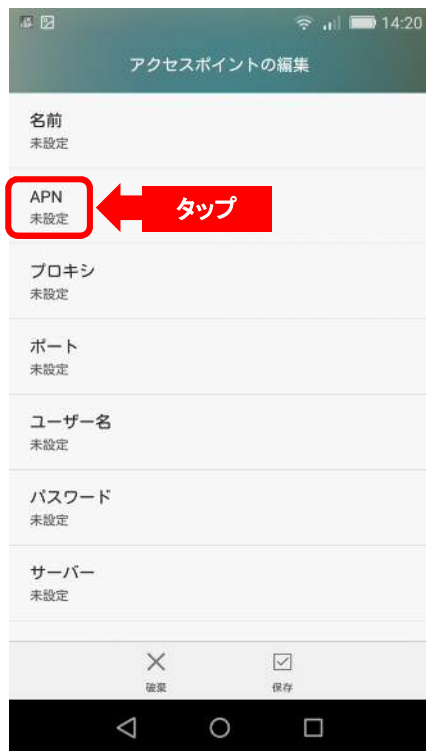 14:20
アクセスポイントの編集
名前
未設定
APN
未設定
タップ
プロキシ
未設定
ポート
未設定
ユーザー名
未設定
パスワード
未設定
サーバー
未設定
破棄
保存